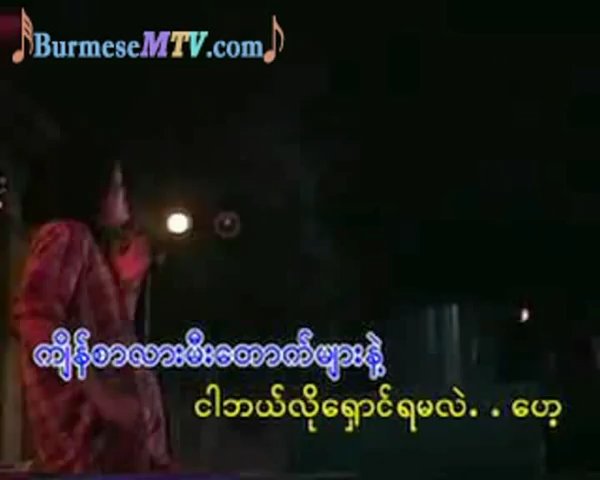 BurmeseMTV.com
ကျိန်စာလားမီးတောက်များနဲ့
ငါဘယ်လိုရှောင်ရမလဲ. . ဟေ့